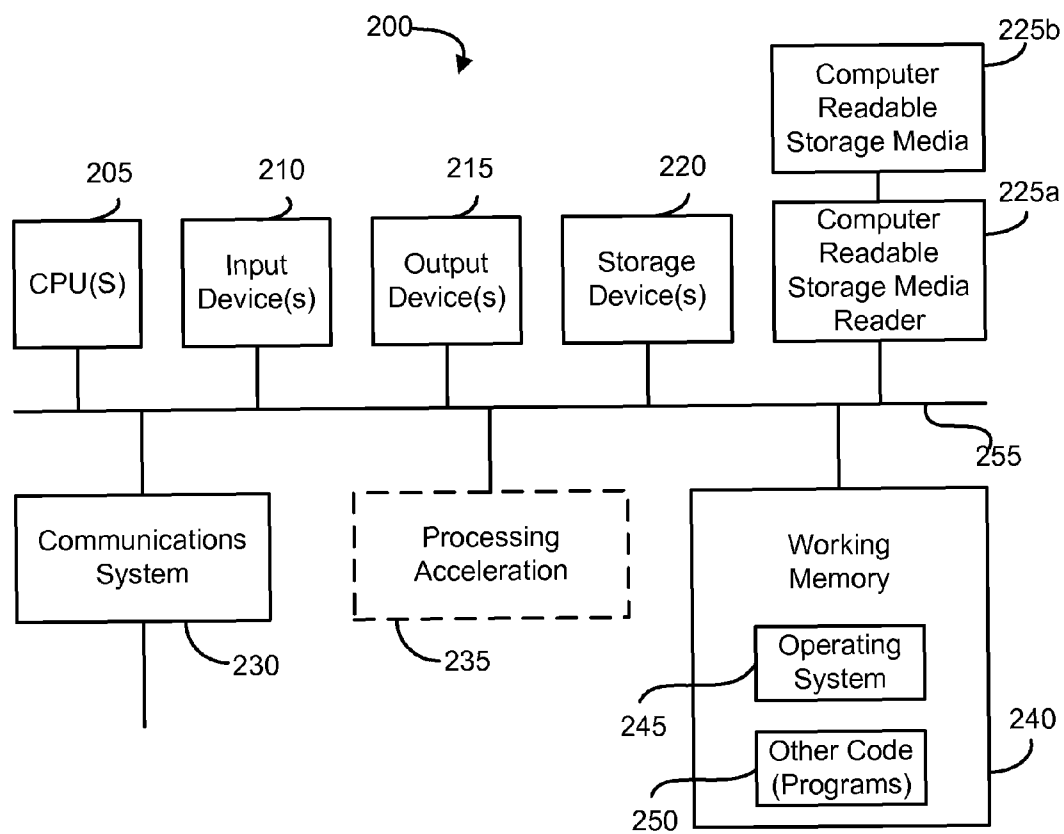 200
225b
Computer
Readable
Storage Media
205
210
215
220
225a
CPU(S)
Input
Device(s)
Output
Device(s)
Storage
Device(s)
Computer
Readable
Storage Media
Reader
255
Communications
System
230
Processing
Acceleration
235
Working
Memory
Operating
System
245
Other Code
(Programs)
250
240